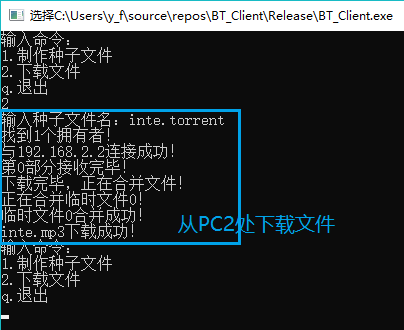 选择C:\Users\y_f\source\repos\BT_Client\Release\BT_Client.exe
输入命令：
1.制作种子文件
2.下载文件
q.退出
2
输入种子文件名：inte.torrent
找到1个拥有者！
与192.168.2.2连接成功！
第0部分接收完毕！
下载完毕，正在合并文件！
正在合并临时文件0！
临时文件0合并成功！
inte.mp3下载成功！
从PC2处下载文件
输入命令：
1.制作种子文件
2.下载文件
q.退出